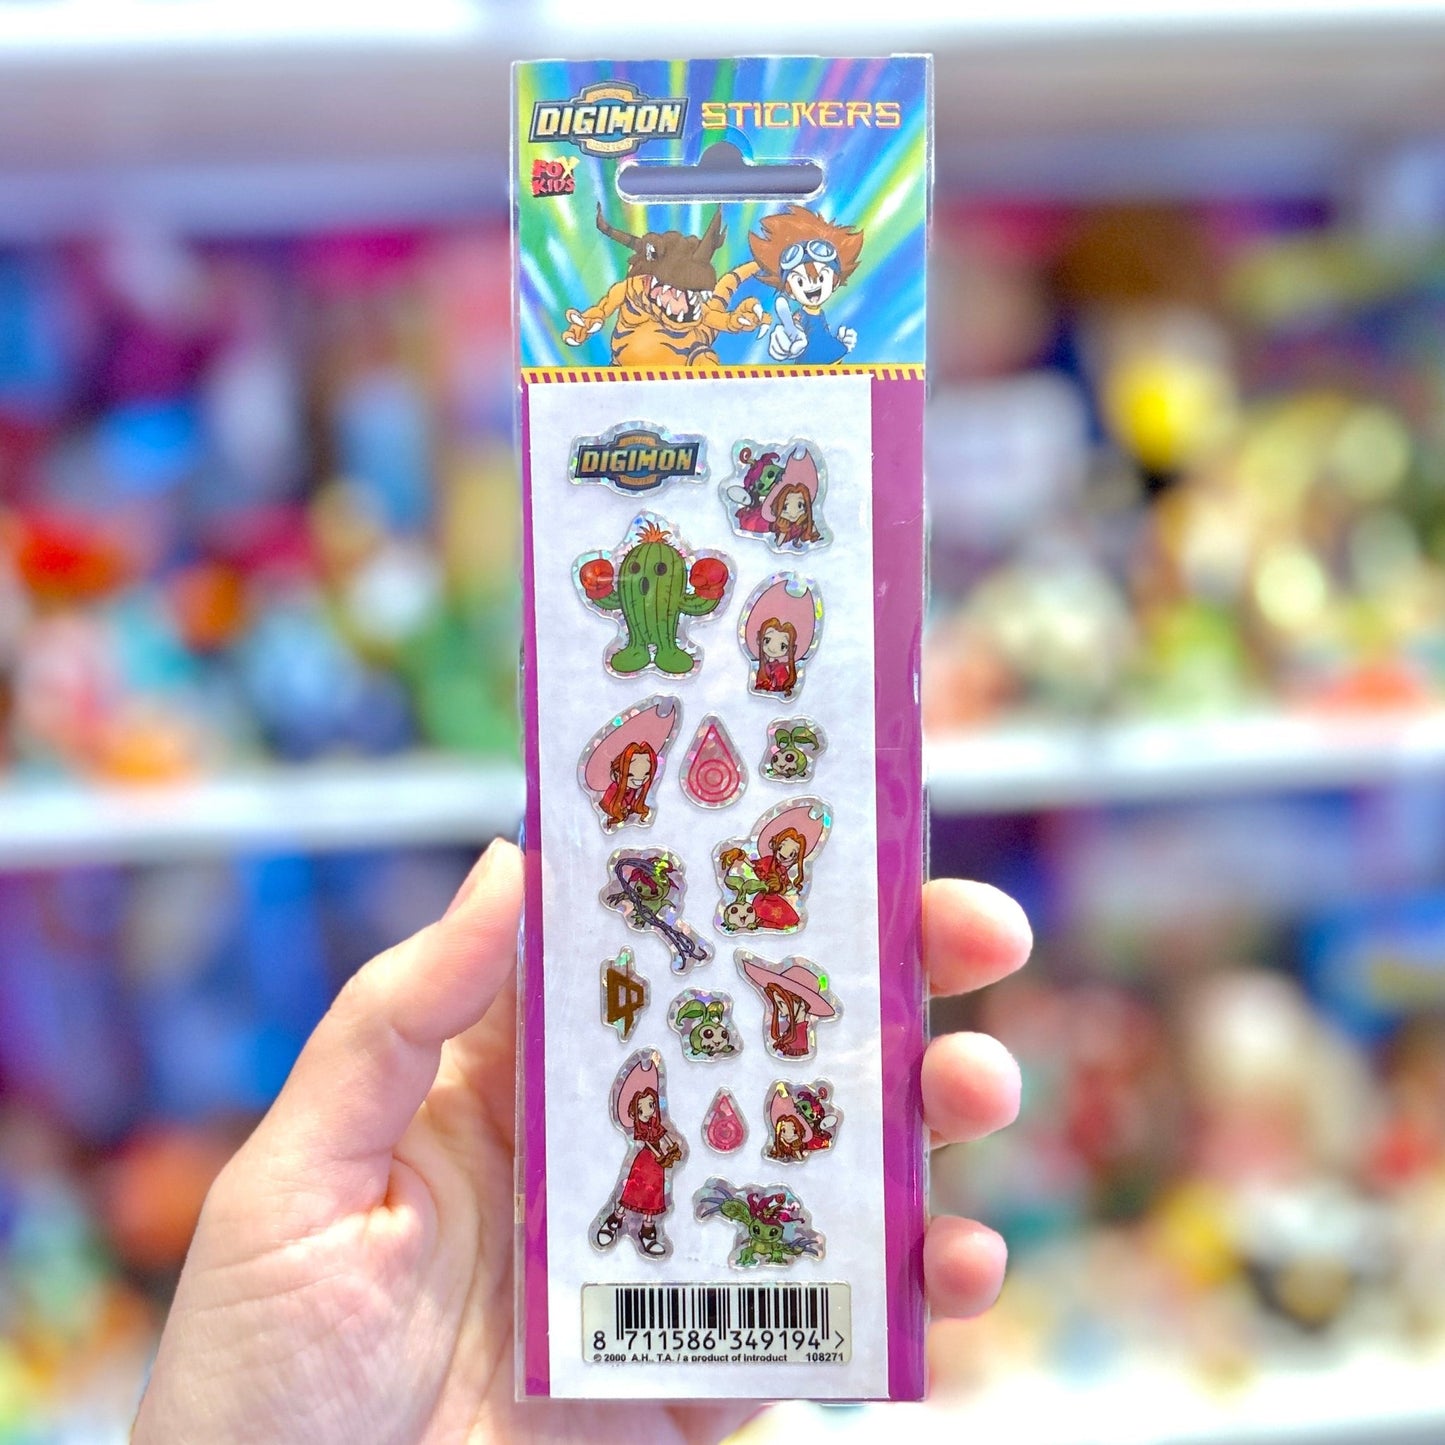 DIGIMON STICKERS
FOX
KIDS
DIGIMON
8 711586 349194 >
© 2000 A.H., T.A. / a product of Introduct 108271